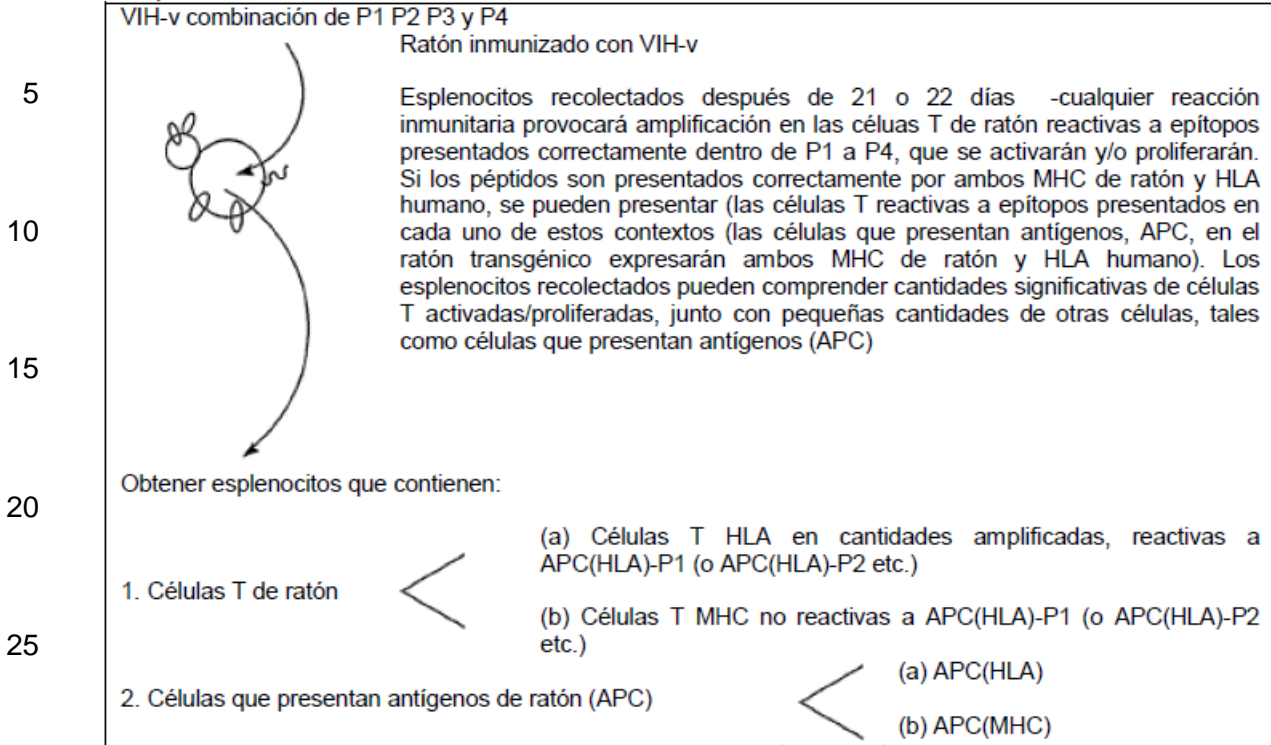 VIH-v combinación de P1 P2 P3 y P4
Ratón inmunizado con VIH-v
5
Esplenocitos recolectados después de 21 o 22 días -cualquier reacción
inmunitaria provocará amplificación en las céluas T de ratón reactivas a epítopos
presentados correctamente dentro de P1 a P4, que se activarán y/o proliferarán.
Si los péptidos son presentados correctamente por ambos MHC de ratón y HLA
10
humano, se pueden presentar (las células T reactivas a epítopos presentados en
cada uno de estos contextos (las células que presentan antígenos, APC, en el
ratón transgénico expresarán ambos MHC de ratón y HLA humano). Los
esplenocitos recolectados pueden comprender cantidades significativas de células
T activadas/proliferadas, junto con pequeñas cantidades de otras células, tales
como células que presentan antígenos (APC)
15
Obtener esplenocitos que contienen:
20
(a) Células T HLA en cantidades amplificadas, reactivas a
APC(HLA)-P1 (o APC(HLA)-P2 etc.)
1. Células T de ratón
(b) Células T MHC no reactivas a APC(HLA)-P1 (o APC(HLA)-P2
etc.)
25
(a) APC(HLA)
2. Células que presentan antígenos de ratón (APC)
(b) APC(MHC)